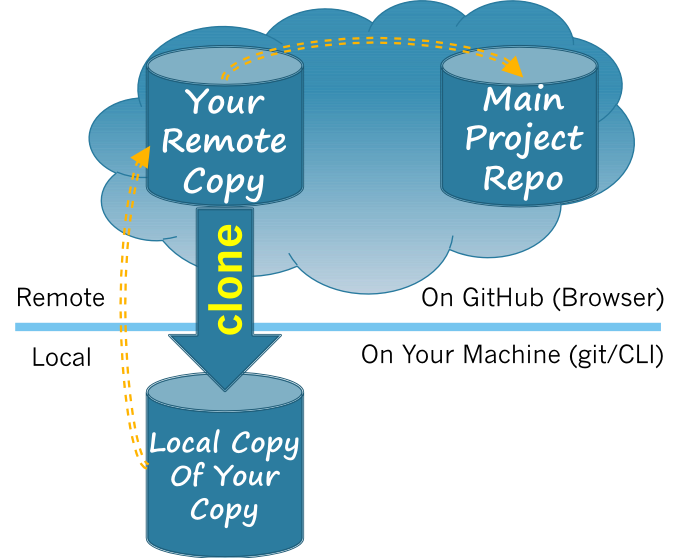 Your
Remote
Copy
Main
Project
Repo
clone
Remote
On GitHub (Browser)
Local
On Your Machine (git/CLI)
Local Copy
Of Your
Copy